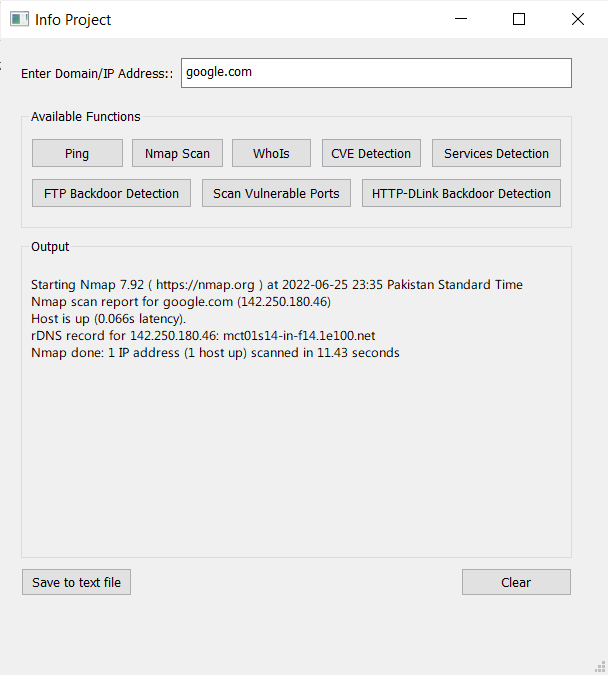 Info Project
Enter Domain/IP Address::
google.com
Available Functions
Ping
Nmap Scan
WhoIs
CVE Detection
Services Detection
FTP Backdoor Detection
Scan Vulnerable Ports
HTTP-DLink Backdoor Detection
Output
Starting Nmap 7.92 ( https://nmap.org ) at 2022-06-25 23:35 Pakistan Standard Time
Nmap scan report for google.com (142.250.180.46)
Host is up (0.066s latency).
rDNS record for 142.250.180.46: mct01s14-in-f14.1e100.net
Nmap done: 1 IP address (1 host up) scanned in 11.43 seconds
Save to text file
Clear